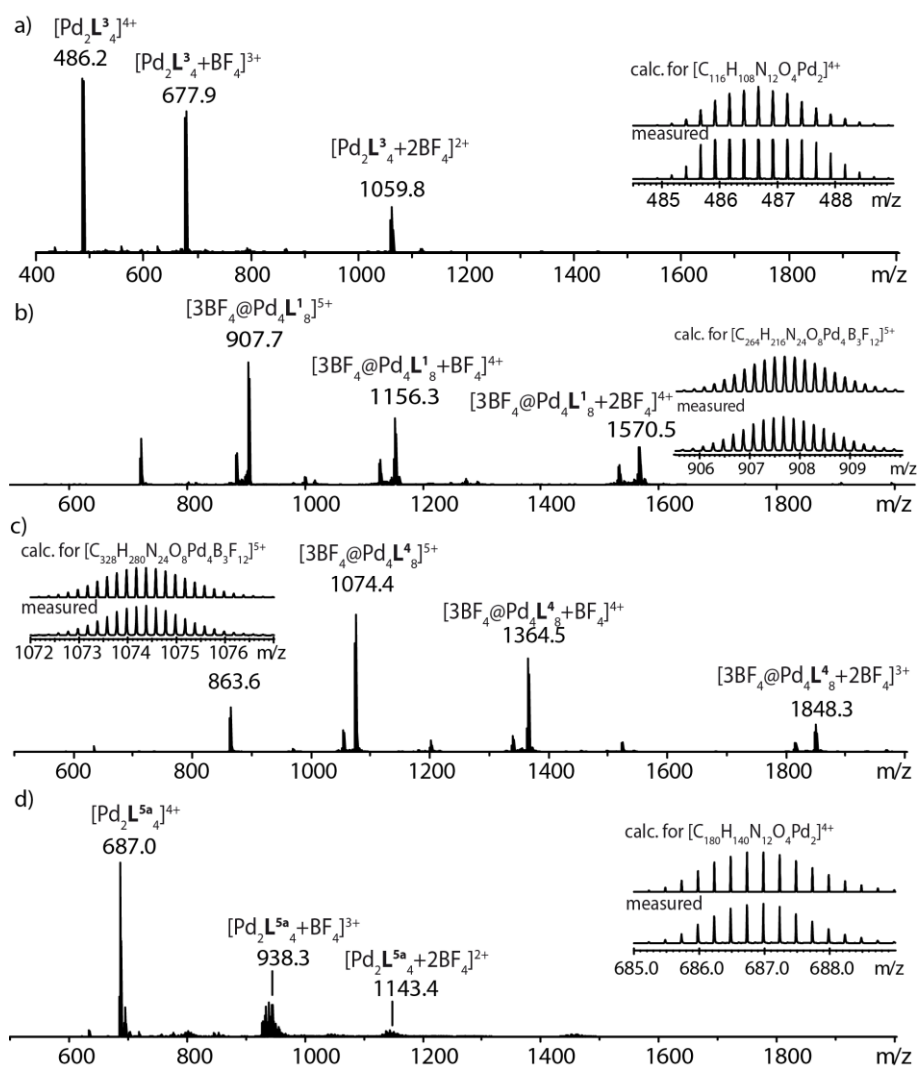 a)
[Pd₂L³₄]⁴⁺
486.2
[Pd₂L³₄+BF₄]³⁺
677.9
[Pd₂L³₄+2BF₄]²⁺
1059.8
calc. for [C₁₁₆H₁₀₈N₁₂O₄Pd₂]⁴⁺
measured
485 486 487 488 m/z
400 600 800 1000 1200 1400 1600 1800 m/z
b)
[3BF₄@Pd₄L¹₈]⁵⁺
907.7
[3BF₄@Pd₄L¹₈+BF₄]⁴⁺
1156.3
[3BF₄@Pd₄L¹₈+2BF₄]⁴⁺
1570.5
calc. for [C₂₆₄H₂₁₆N₂₄O₈Pd₄B₃F₁₂]⁵⁺
measured
906 907 908 909 m/z
600 800 1000 1200 1400 1600 1800 m/z
c)
calc. for [C₃₂₈H₂₈₀N₂₄O₈Pd₄B₃F₁₂]⁵⁺
measured
1072 1073 1074 1075 1076 m/z
863.6
[3BF₄@Pd₄L⁴₈]⁵⁺
1074.4
[3BF₄@Pd₄L⁴₈+BF₄]⁴⁺
1364.5
[3BF₄@Pd₄L⁴₈+2BF₄]³⁺
1848.3
600 800 1000 1200 1400 1600 1800 m/z
d)
[Pd₂L⁵ᵃ₄]⁴⁺
687.0
[Pd₂L⁵ᵃ₄+BF₄]³⁺
938.3
[Pd₂L⁵ᵃ₄+2BF₄]²⁺
1143.4
calc. for [C₁₈₀H₁₄₀N₁₂O₄Pd₂]⁴⁺
measured
685.0 686.0 687.0 688.0 m/z
600 800 1000 1200 1400 1600 1800 m/z